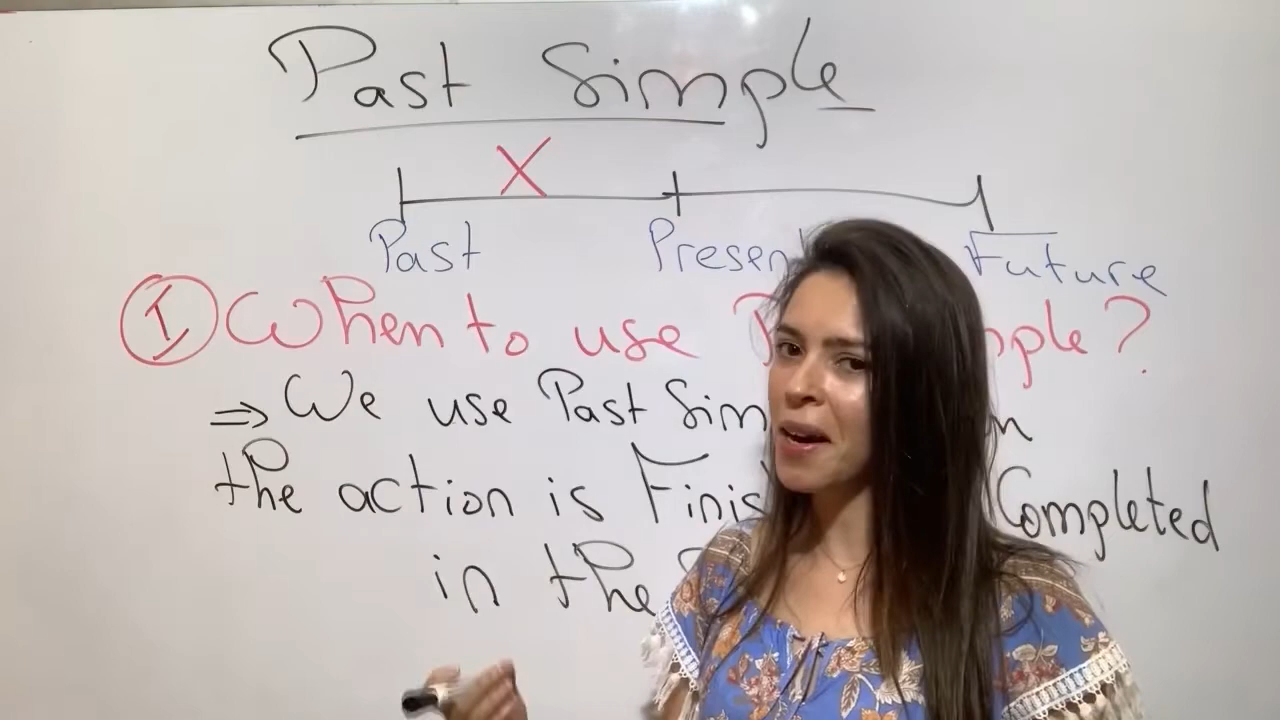 Past Simple
X
Past Present Future
I When to use ple?
⇒ We use Past Sim n
the action is Finis Completed
in the